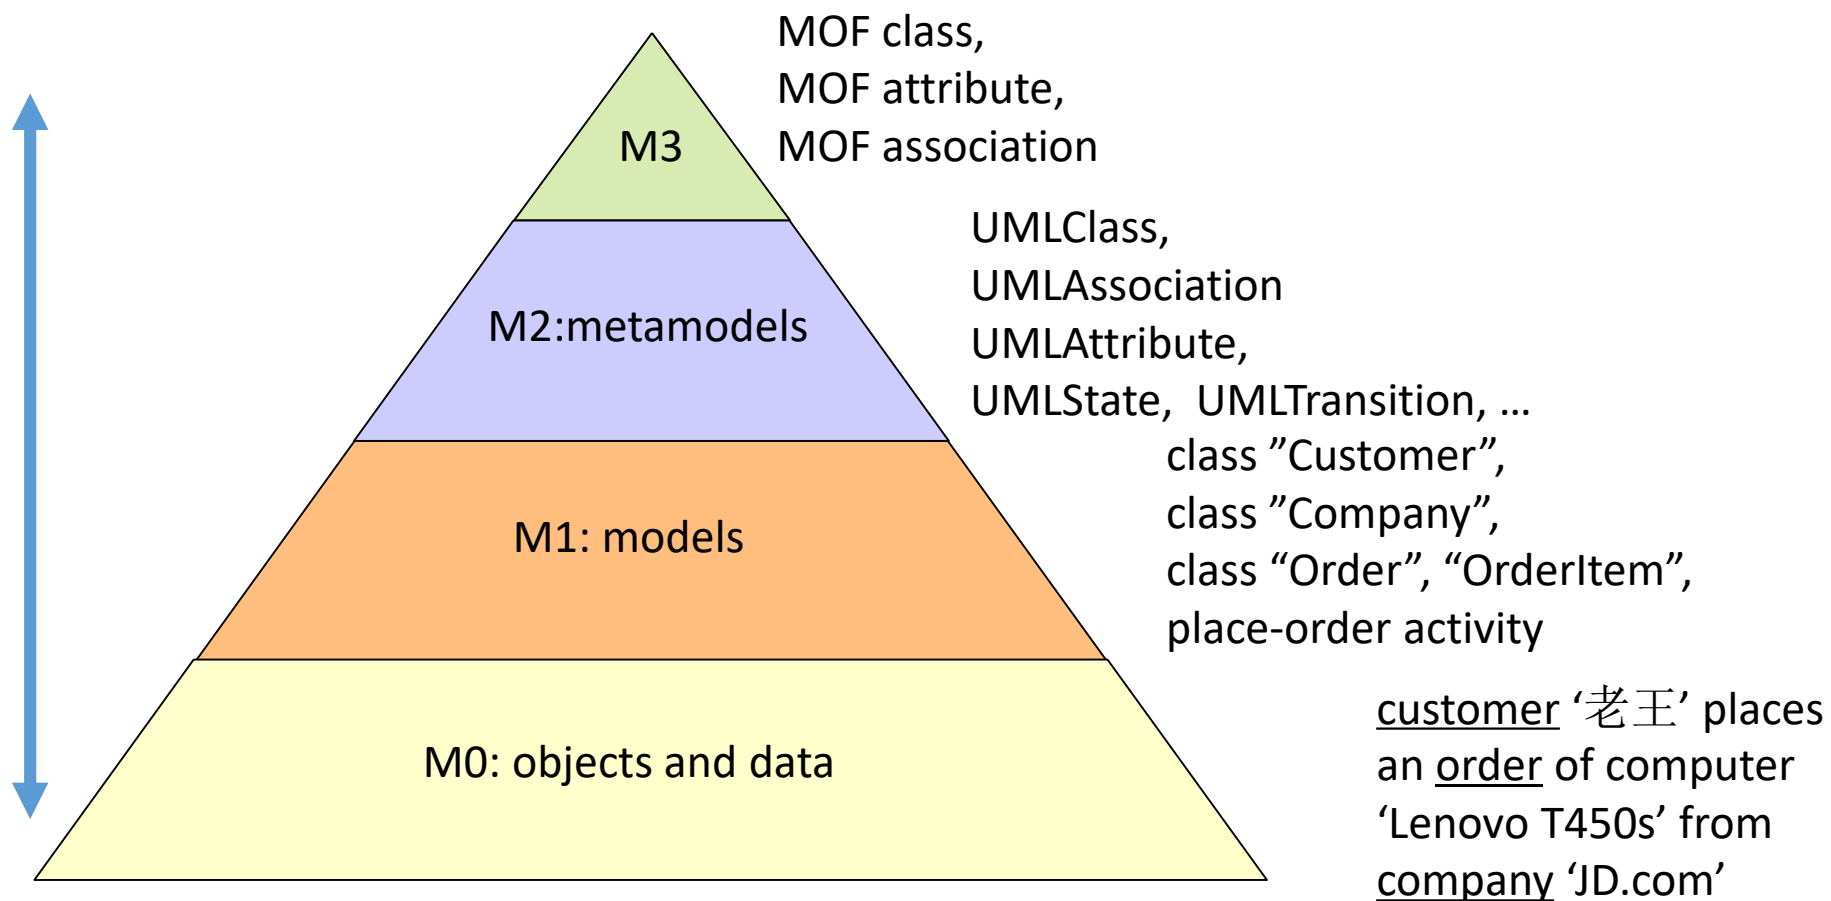 MOF class,
MOF attribute,
MOF association
M3
UMLClass,
UMLAssociation
UMLAttribute,
UMLState,  UMLTransition, …
M2:metamodels
class ”Customer”,
class ”Company”,
class “Order”, “OrderItem”,
place-order activity
M1: models
customer ‘老王’ places
an order of computer
‘Lenovo T450s’ from
company ‘JD.com’
M0: objects and data